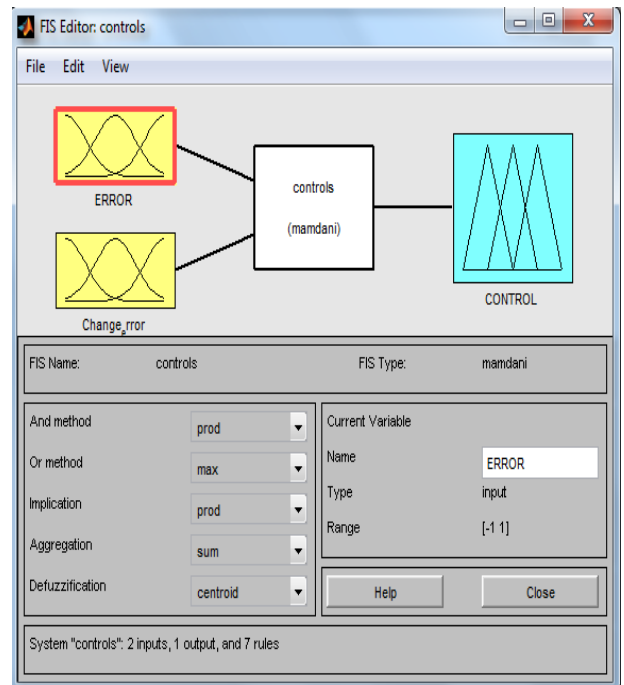 FIS Editor: controls
File Edit View
ERROR
controls
(mamdani)
Changeₑrror
CONTROL
FIS Name: controls FIS Type: mamdani
And method prod
Or method max
Implication prod
Aggregation sum
Defuzzification centroid
Current Variable
Name ERROR
Type input
Range [-1 1]
Help Close
System "controls": 2 inputs, 1 output, and 7 rules